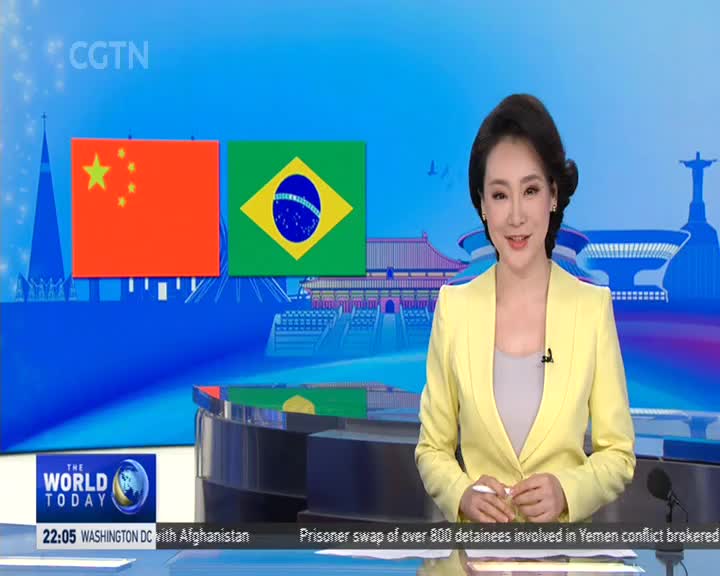 CGTN
THE
WORLD
TODAY
22:05 WASHINGTON DC
with Afghanistan Prisoner swap of over 800 detainees involved in Yemen conflict brokered